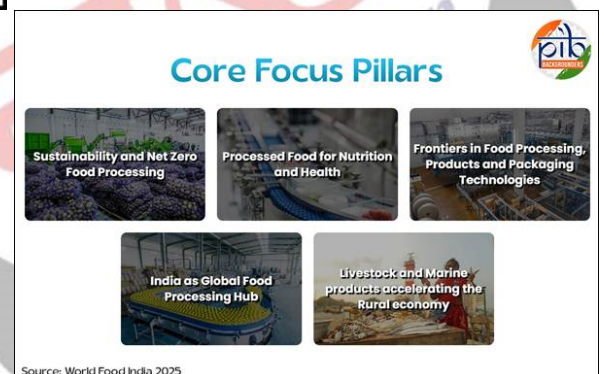 pib
BACKGROUNDERS
Core Focus Pillars
Sustainability and Net Zero
Food Processing
Processed Food for Nutrition
and Health
Frontiers in Food Processing,
Products and Packaging
Technologies
India as Global Food
Processing Hub
Livestock and Marine
products accelerating the
Rural economy
Source: World Food India 2025